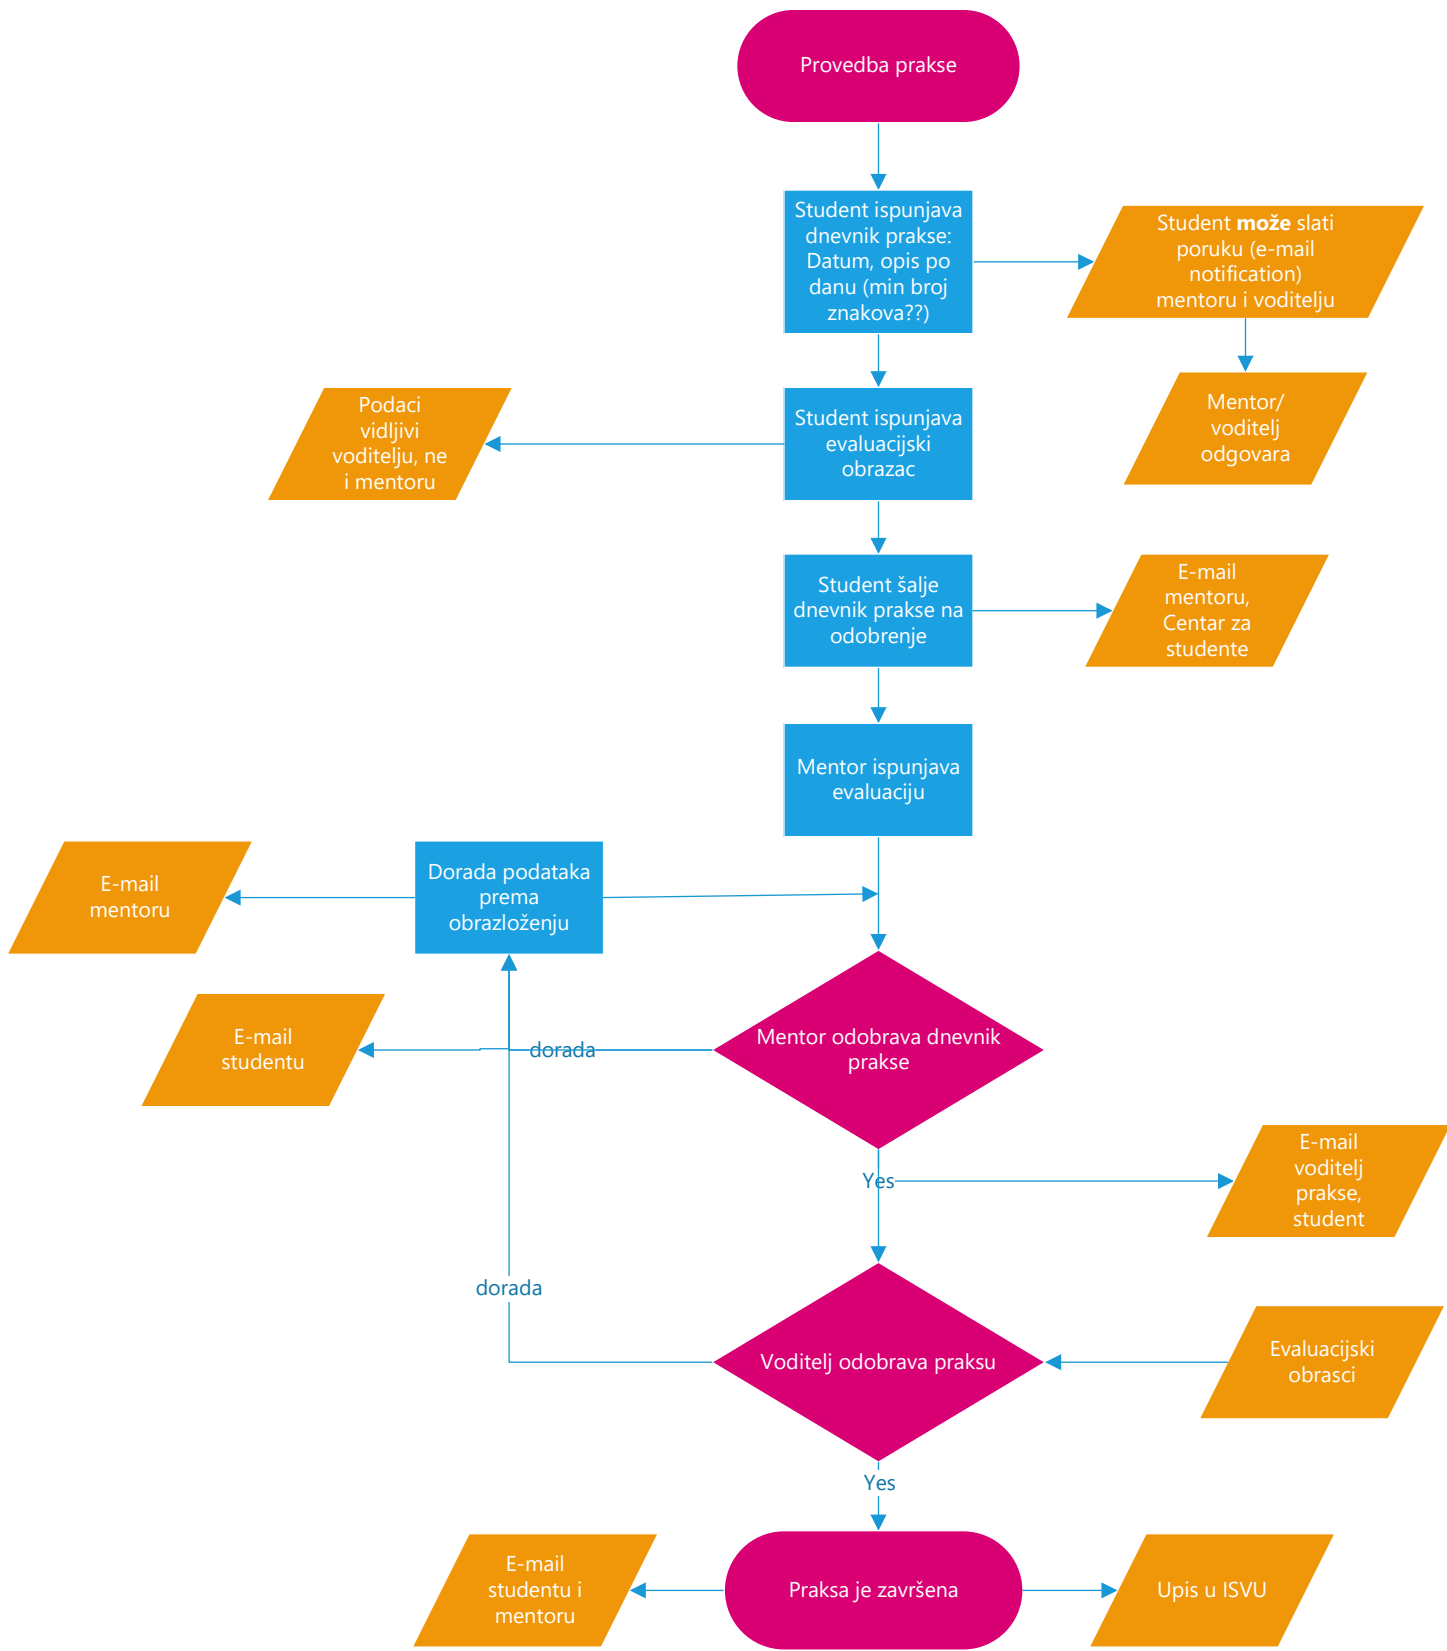 Provedba prakse
Student ispunjava
dnevnik prakse:
Datum, opis po
danu (min broj
znakova??)
Student može slati
poruku (e-mail
notification)
mentoru i voditelju
Mentor/
voditelj
odgovara
Podaci
vidljivi
voditelju, ne
i mentoru
Student ispunjava
evaluacijski
obrazac
Student šalje
dnevnik prakse na
odobrenje
E-mail
mentoru,
Centar za
studente
Mentor ispunjava
evaluaciju
E-mail
mentoru
Dorada podataka
prema
obrazloženju
E-mail
studentu
dorada
Mentor odobrava dnevnik
prakse
Yes
E-mail
voditelj
prakse,
student
dorada
Voditelj odobrava praksu
Evaluacijski
obrasci
Yes
E-mail
studentu i
mentoru
Praksa je završena
Upis u ISVU